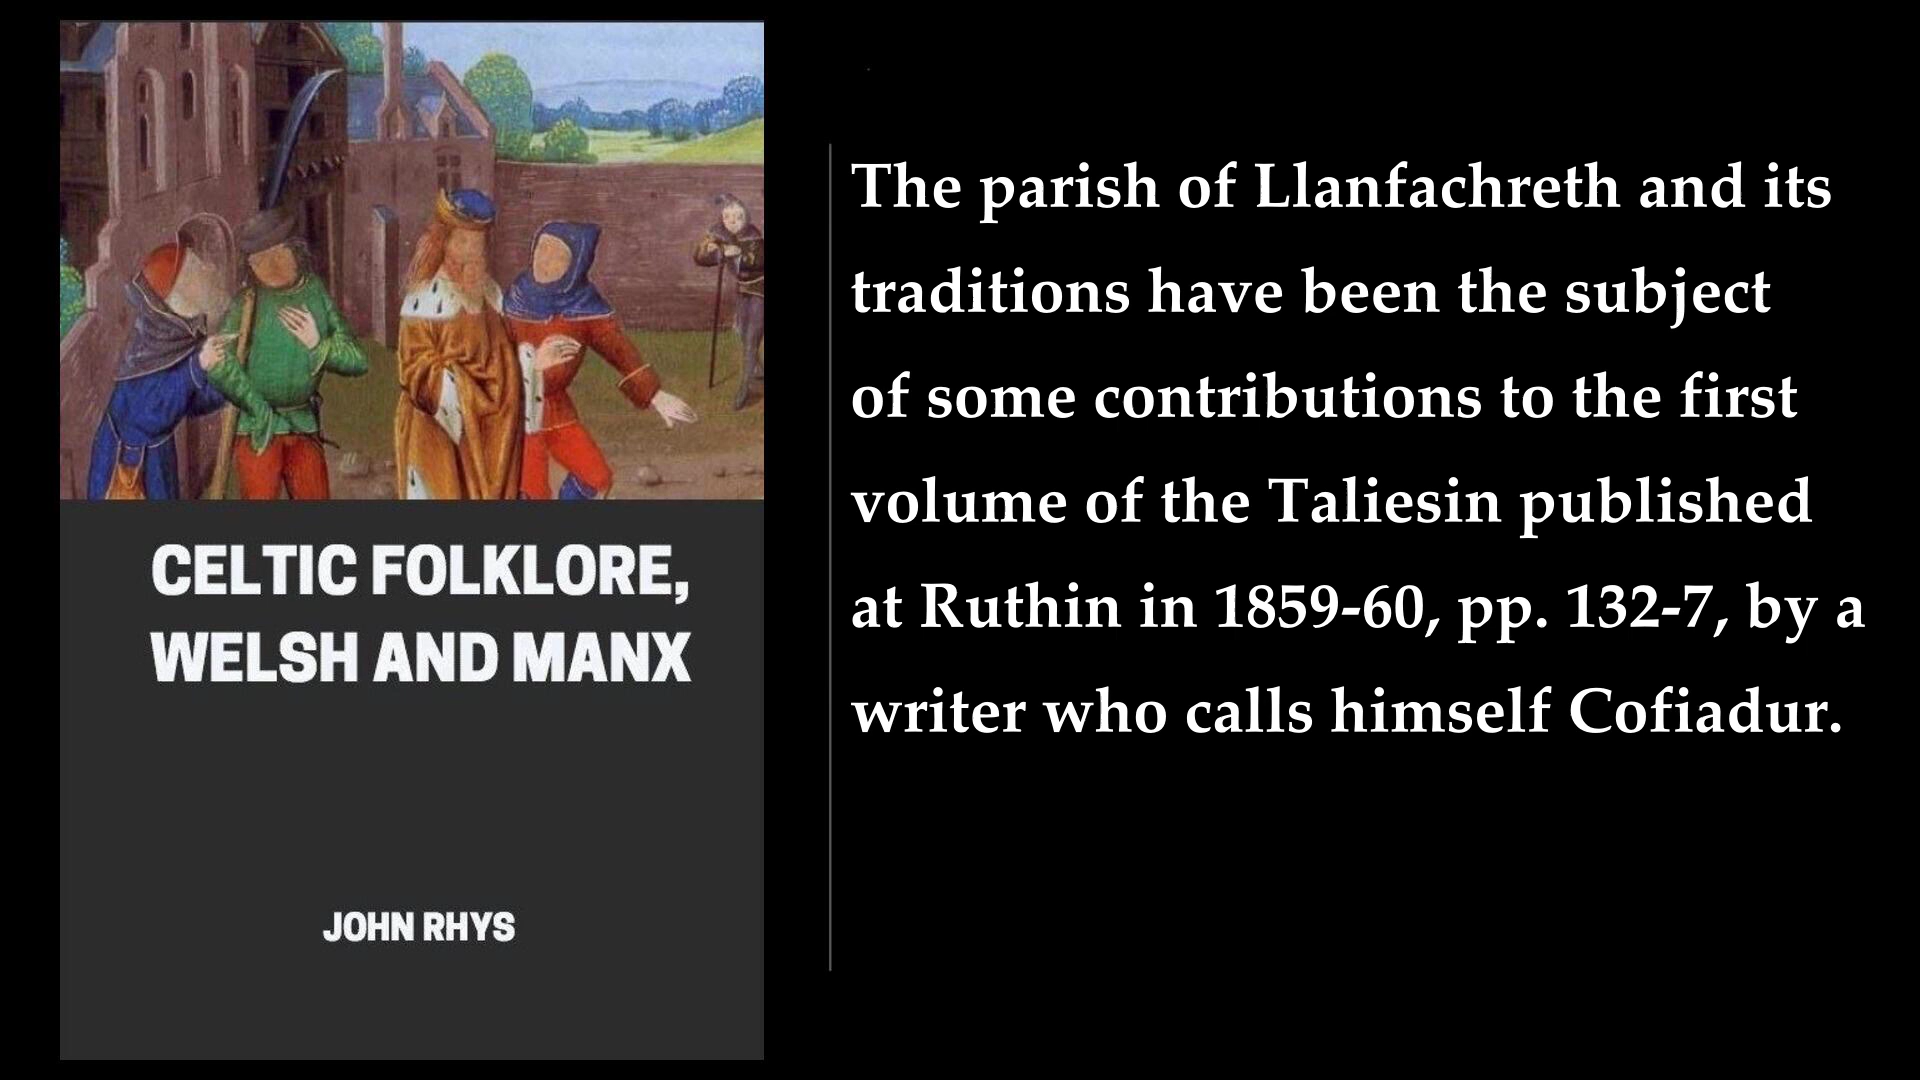 CELTIC FOLKLORE,
WELSH AND MANX
JOHN RHYS
The parish of Llanfachreth and its
traditions have been the subject
of some contributions to the first
volume of the Taliesin published
at Ruthin in 1859-60, pp. 132-7, by a
writer who calls himself Cofiadur.